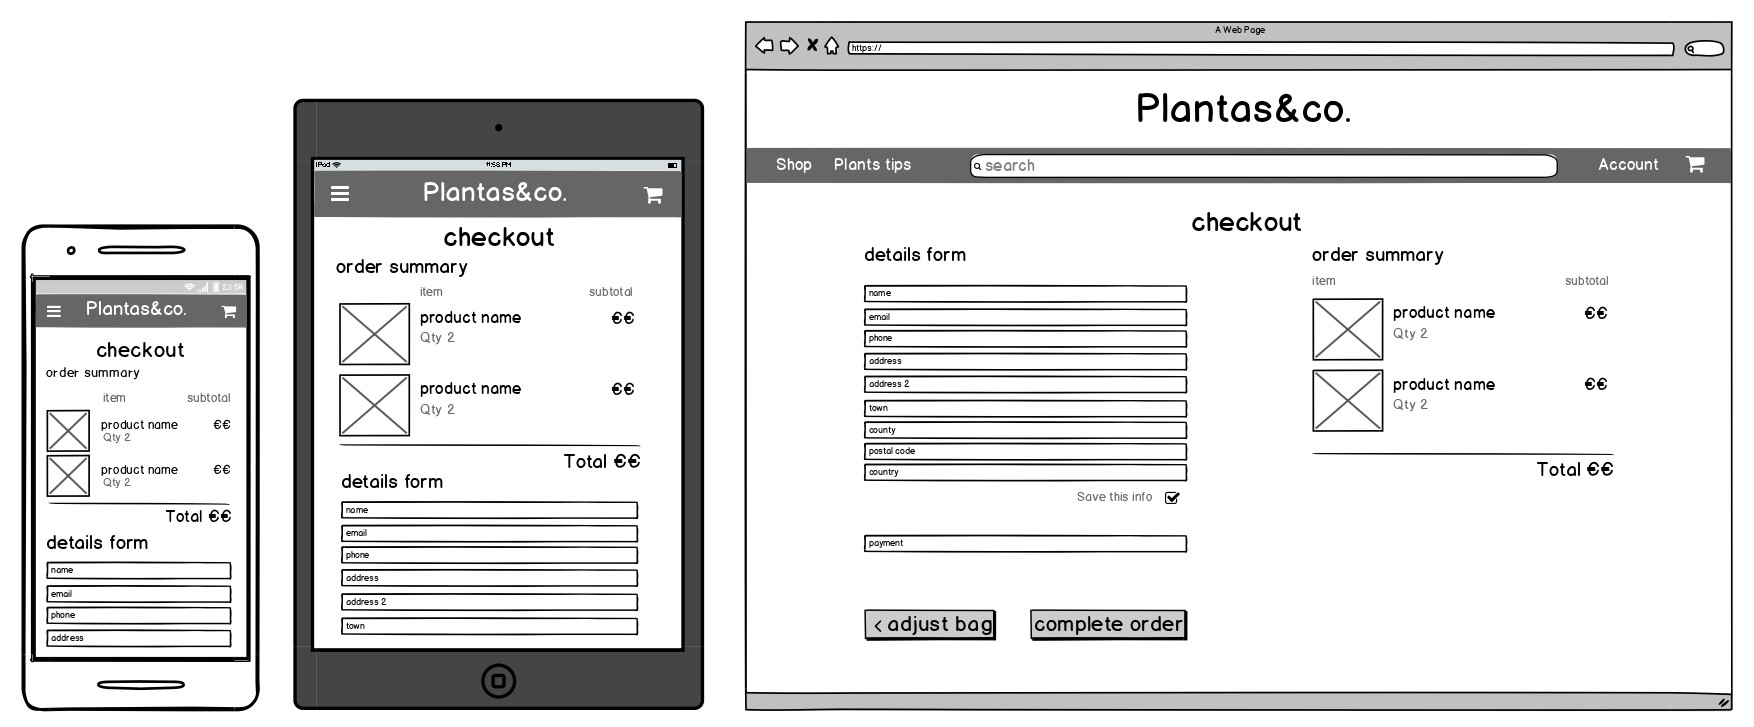 23:58
Plantas&co.
checkout
order summary
item subtotal
product name €€
Qty 2
product name €€
Qty 2
Total €€
details form
name
email
phone
address
iPad 11:58 PM
Plantas&co.
checkout
order summary
item subtotal
product name €€
Qty 2
product name €€
Qty 2
Total €€
details form
name
email
phone
address
address 2
town
A Web Page
https://
Plantas&co.
Shop Plants tips search Account
checkout
details form
name
email
phone
address
address 2
town
county
postal code
country
Save this info
payment
< adjust bag complete order
order summary
item subtotal
product name €€
Qty 2
product name €€
Qty 2
Total €€